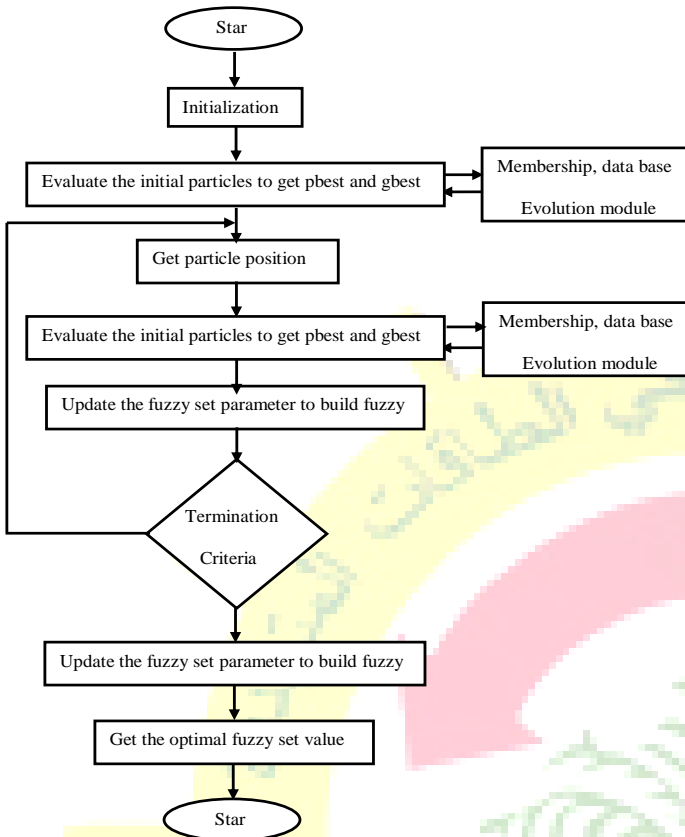 Star
Initialization
Evaluate the initial particles to get pbest and gbest
Membership, data base
Evolution module
Get particle position
Evaluate the initial particles to get pbest and gbest
Membership, data base
Evolution module
Update the fuzzy set parameter to build fuzzy
Termination
Criteria
Update the fuzzy set parameter to build fuzzy
Get the optimal fuzzy set value
Star